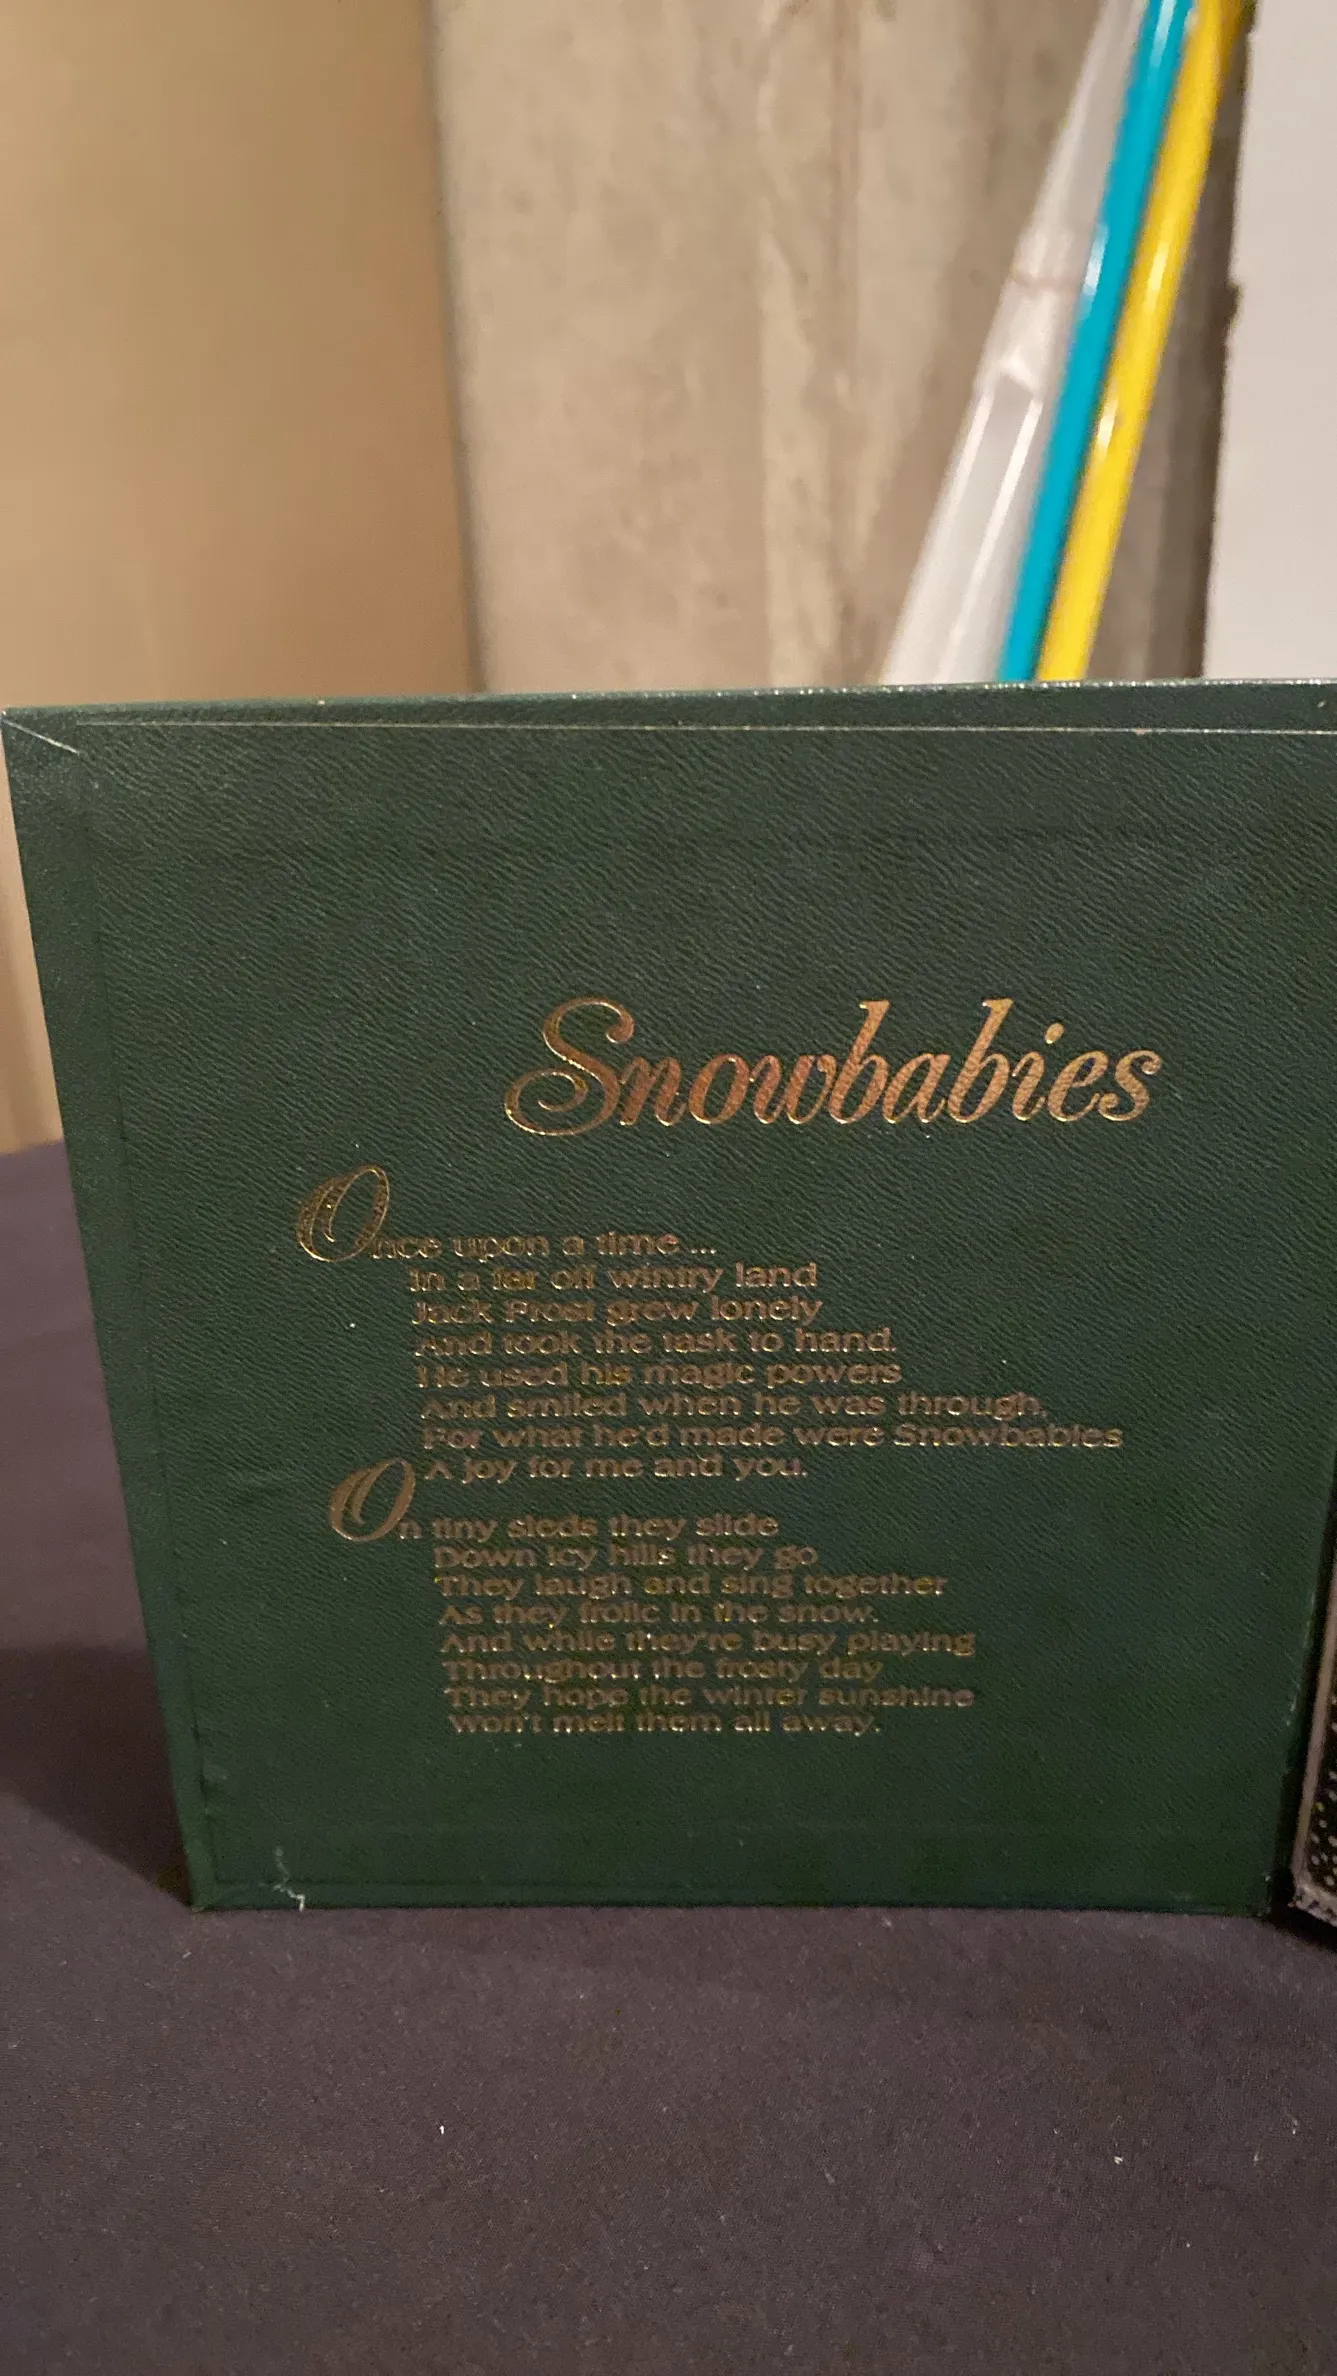 Snowbabies
Once upon a time...
In a far off wintry land
Jack Frost grew lonely
And took the task to hand.
He used his magic powers
And smiled when he was through,
For what he'd made were Snowbabies
A joy for me and you.
On tiny sleds they slide
Down icy hills they go
They laugh and sing together
As they frolic in the snow.
And while they're busy playing
Throughout the frosty day
They hope the winter sunshine
Won't melt them all away.